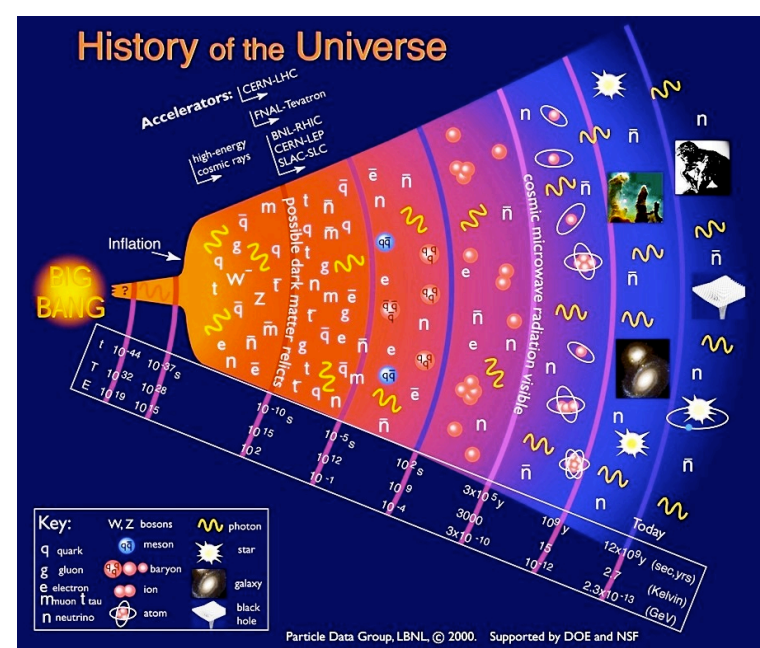 History of the Universe
Accelerators:
CERN-LHC
FNAL-Tevatron
BNL-RHIC
CERN-LEP
SLAC-SLC
high-energy
cosmic rays
Inflation
BIG
BANG
?
possible dark matter relicts
cosmic microwave radiation visible
t 10-44 10-37 s 10-10 s 10-5 s 10² s 3x10⁵ y 10⁹ y 12x10⁹ y (sec,yrs)
T 10³² 10²⁸ 10¹⁵ 10¹² 10⁹ 3000 15 2.7 (Kelvin)
E 10¹⁹ 10¹⁵ 10² 10-1 10-4 3x10-10 10-12 2.3x10-13 (GeV)
Today
Key:
q quark
g gluon
e electron
m muon t tau
n neutrino
W, Z bosons
qq̄ meson
qqq baryon
ion
atom
photon
star
galaxy
black
hole
Particle Data Group, LBNL, © 2000. Supported by DOE and NSF